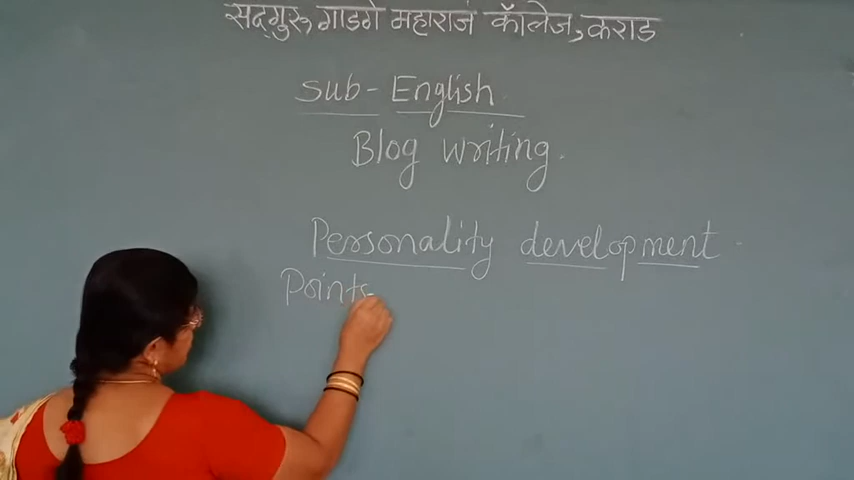 सद्गुरु गाडगे महाराज कॉलेज, कराड
Sub- English
Blog writing.
Personality development
Points